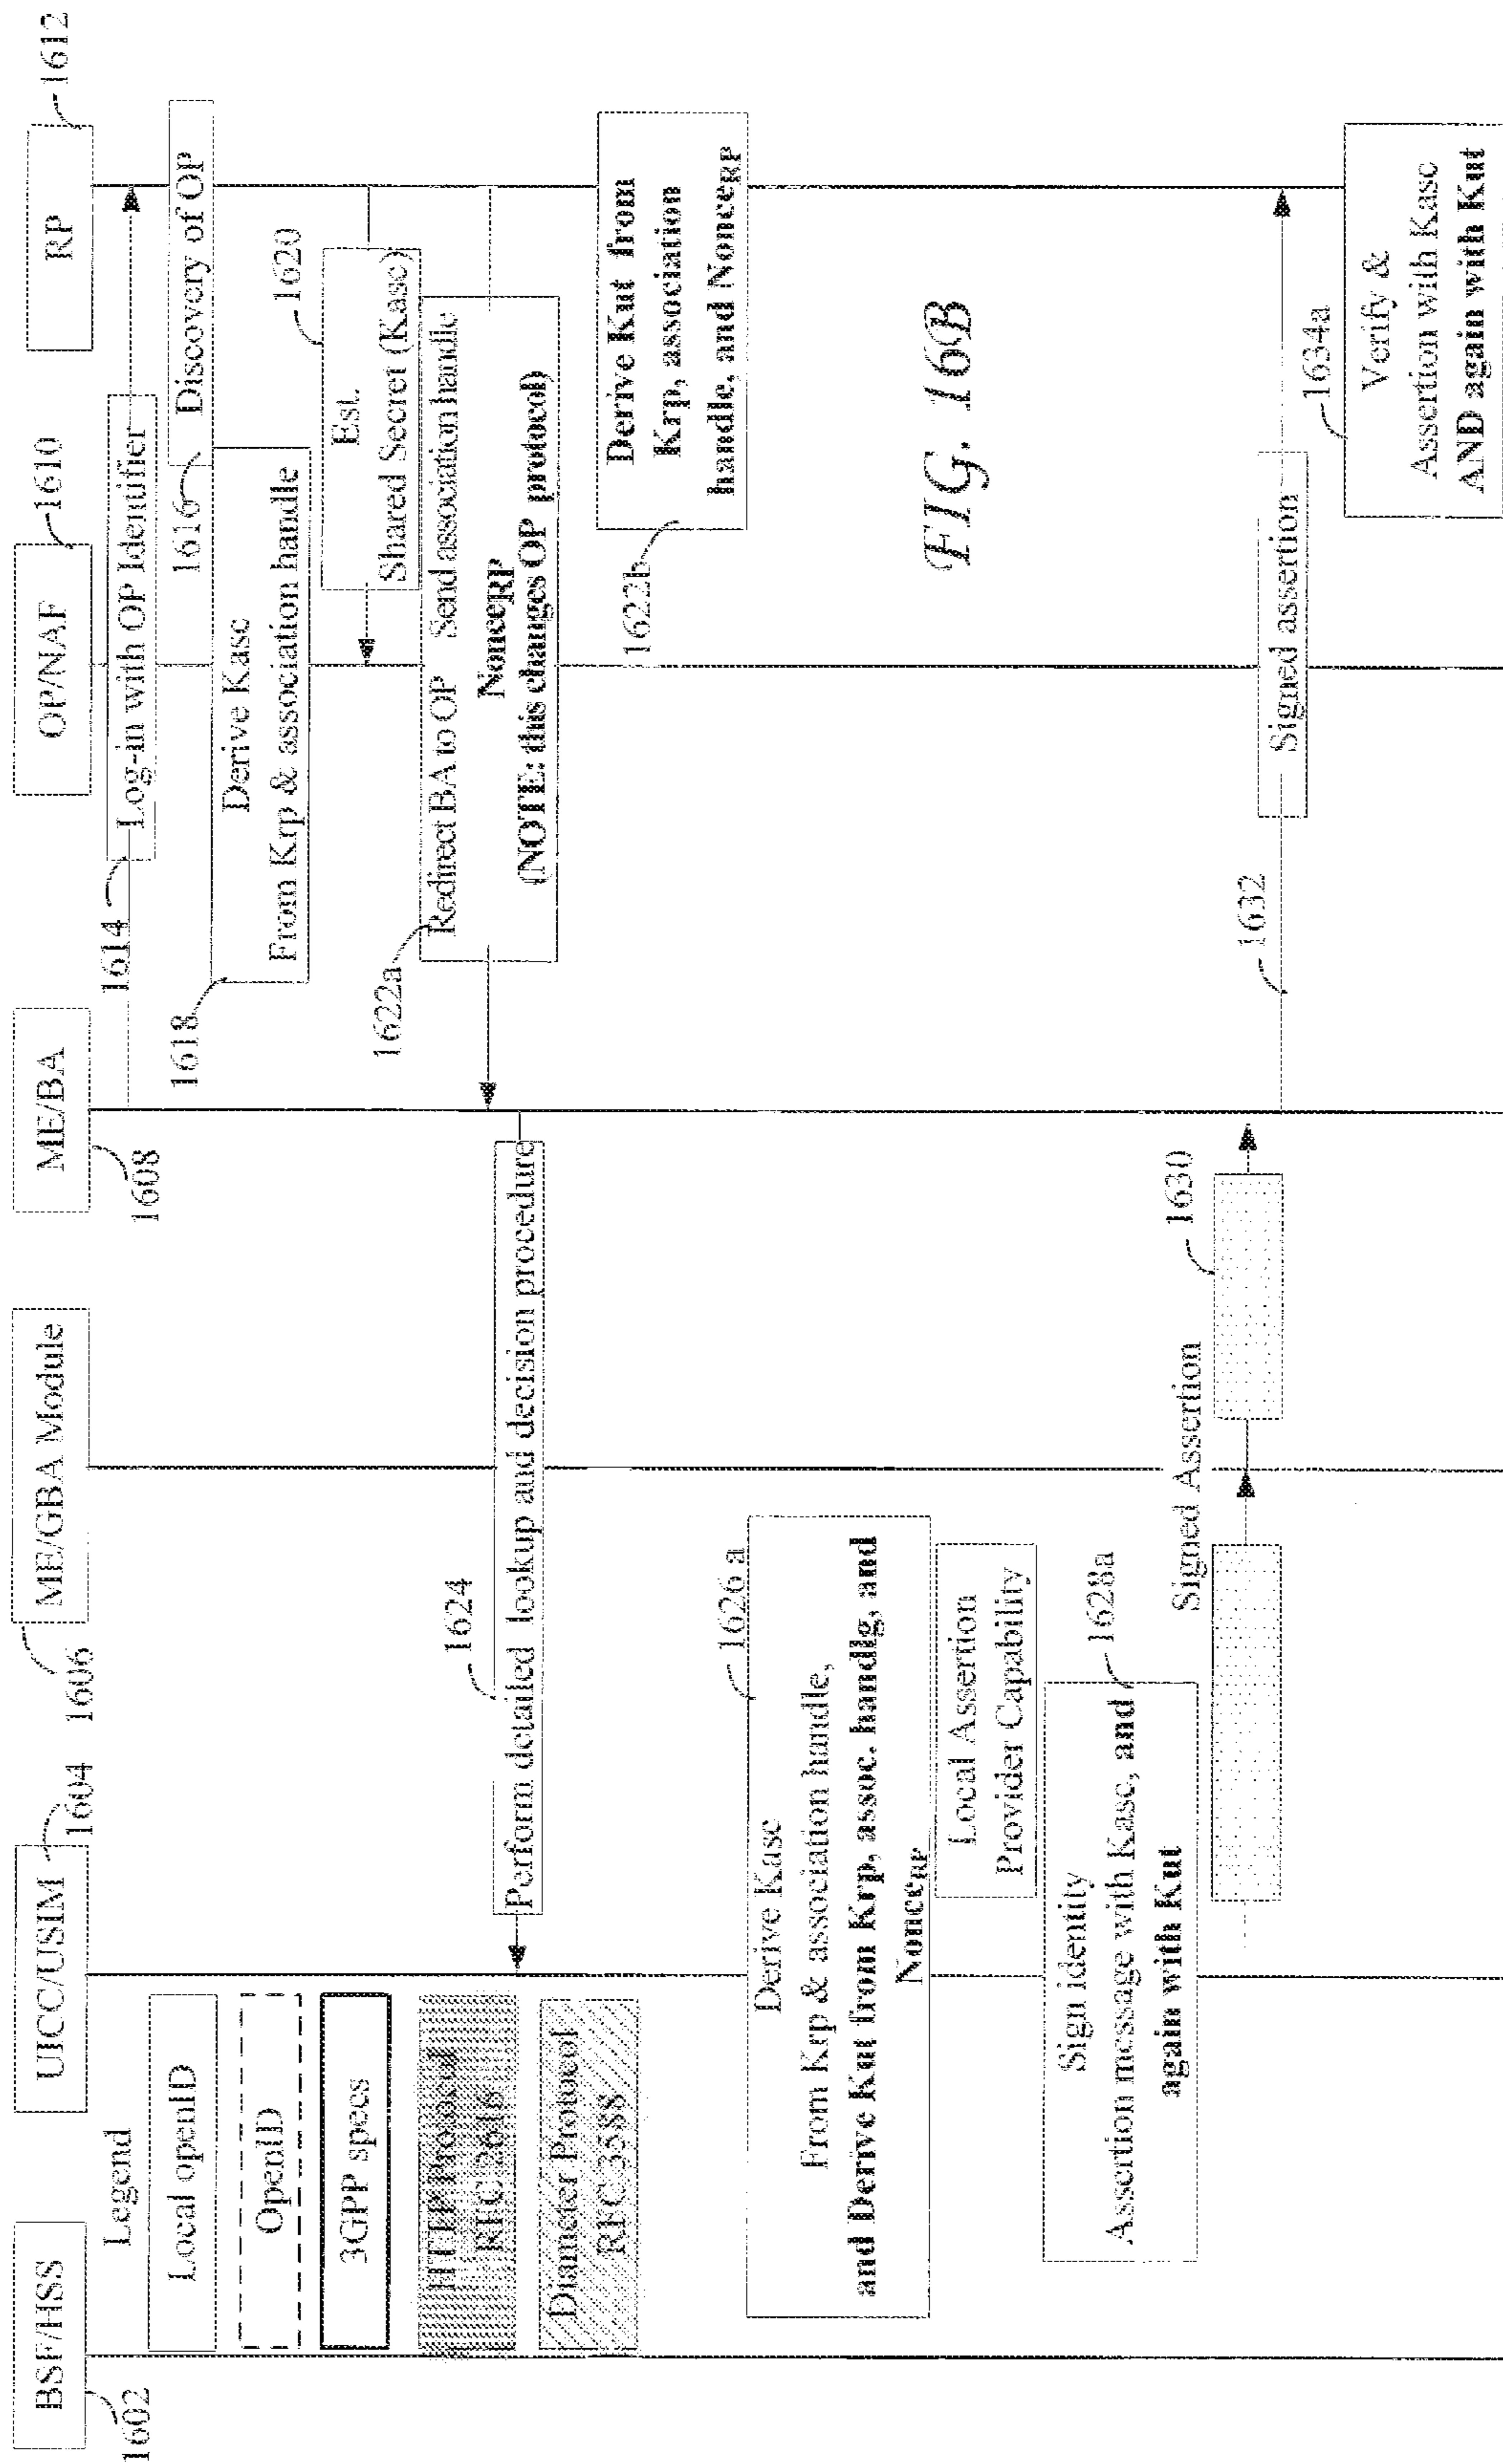 BSF/HSS
1602
UICC/USIM
1604
ME/GBA Module
1606
ME/BA
1608
OP/NAF
1610
RP
1612
Legend
Local openID
OpenID
3GPP specs
HTTP Protocol
RFC 2616
Diameter Protocol
RFC 3588
1614
Log-in with OP Identifier
1616
Discovery of OP
1618
Derive Kasc
From Krp & association handle
1620
Est.
Shared Secret (Kasc)
1622a
Redirect BA to OP Send association handle
NonceRP
(NOTE: this changes OP protocol)
1624
Perform detailed lookup and decision procedure
1622b
Derive Kut from
Krp, association
handle, and NonceRP
1626a
Derive Kasc
From Krp & association handle,
and Derive Kut from Krp, assoc. handlg, and
NonceRP
Local Assertion
Provider Capability
1628a
Sign identity
Assertion message with Kasc, and
again with Kut
Signed Assertion
1630
1632
Signed assertion
1634a
Verify &
Assertion with Kasc
AND again with Kut
FIG. 16B